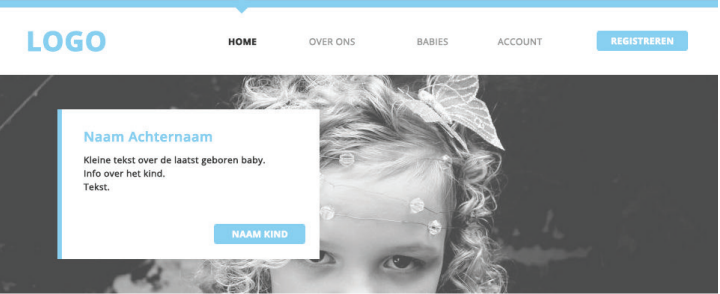 LOGO
HOME OVER ONS BABIES ACCOUNT REGISTREREN
Naam Achternaam
Kleine tekst over de laatst geboren baby.
Info over het kind.
Tekst.
NAAM KIND